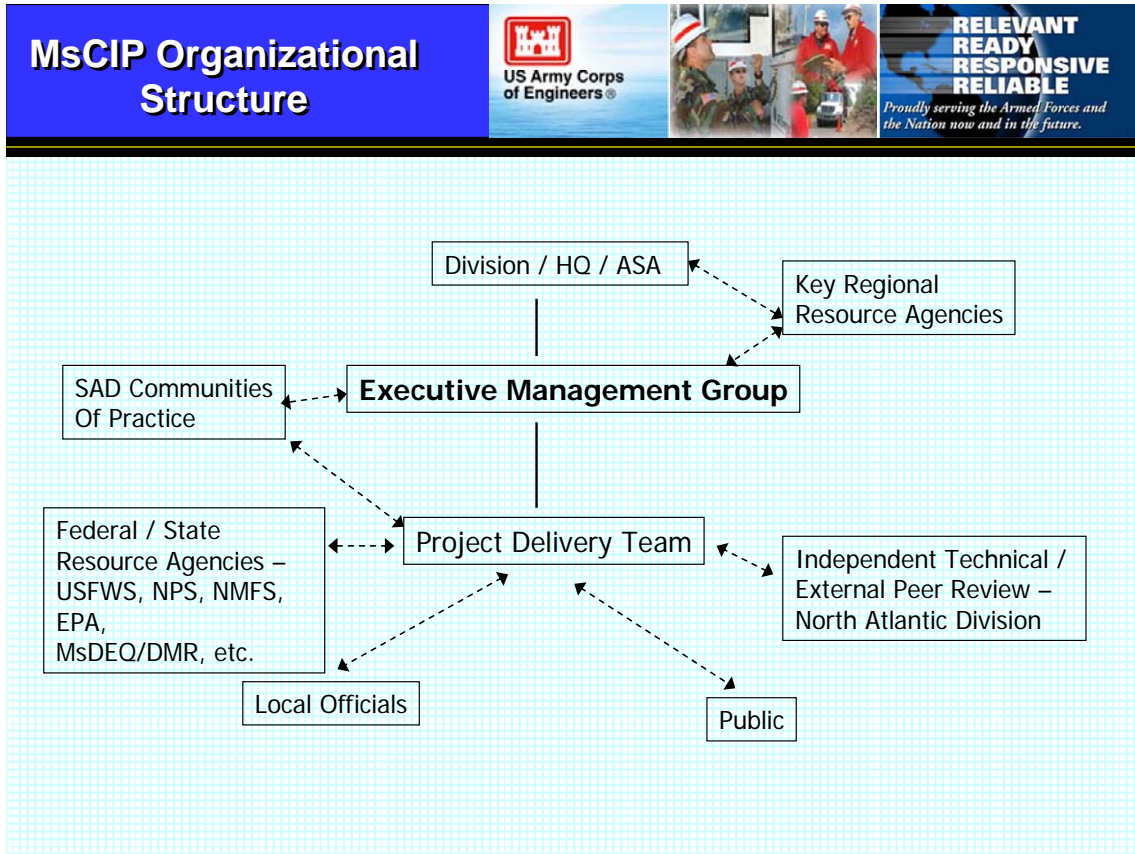 MsCIP Organizational
Structure
US Army Corps
of Engineers ®
RELEVANT
READY
RESPONSIVE
RELIABLE
Proudly serving the Armed Forces and
the Nation now and in the future.
Division / HQ / ASA
Key Regional
Resource Agencies
SAD Communities
Of Practice
Executive Management Group
Federal / State
Resource Agencies –
USFWS, NPS, NMFS,
EPA,
MsDEQ/DMR, etc.
Project Delivery Team
Independent Technical /
External Peer Review –
North Atlantic Division
Local Officials
Public